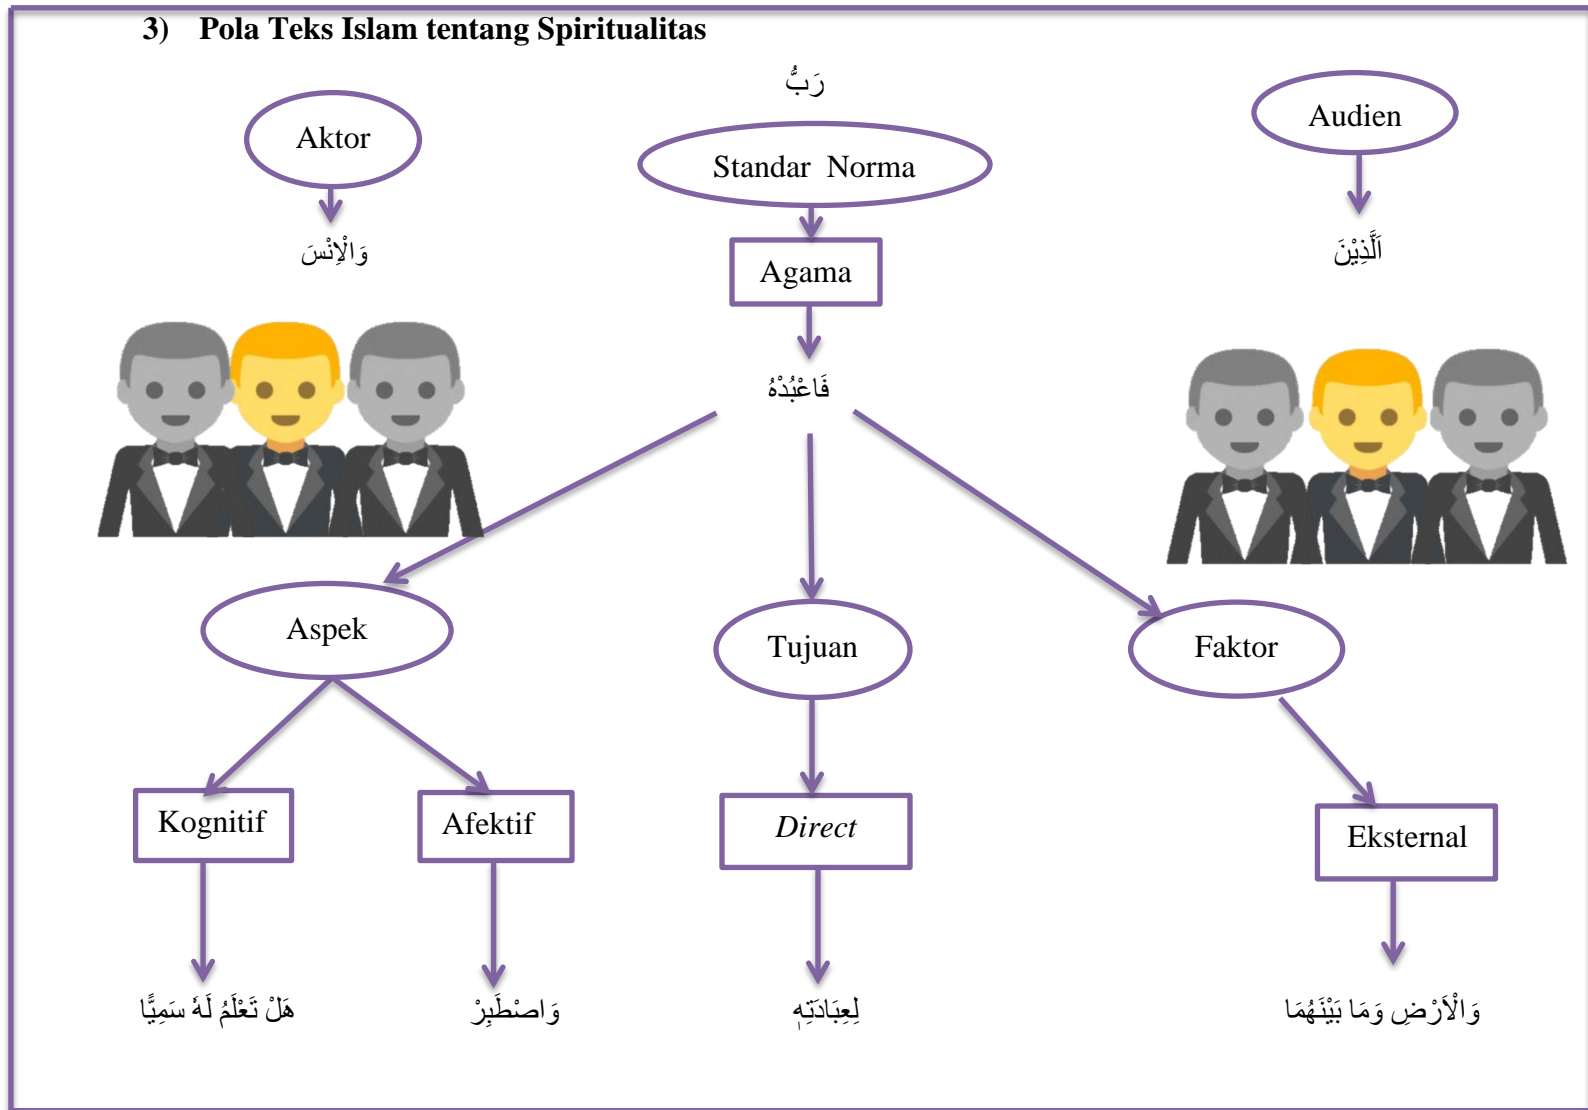 3) Pola Teks Islam tentang Spiritualitas
رَبُّ
Aktor
Standar Norma
Audien
وَالْاِنْسَ
Agama
اَلَّذِيْنَ
فَاعْبُدْهُ
Aspek
Tujuan
Faktor
Kognitif
Afektif
Direct
Eksternal
هَلْ تَعْلَمُ لَهٗ سَمِيًّا
وَاصْطَبِرْ
لِعِبَادَتِهٖ
وَالْاَرْضِ وَمَا بَيْنَهُمَا